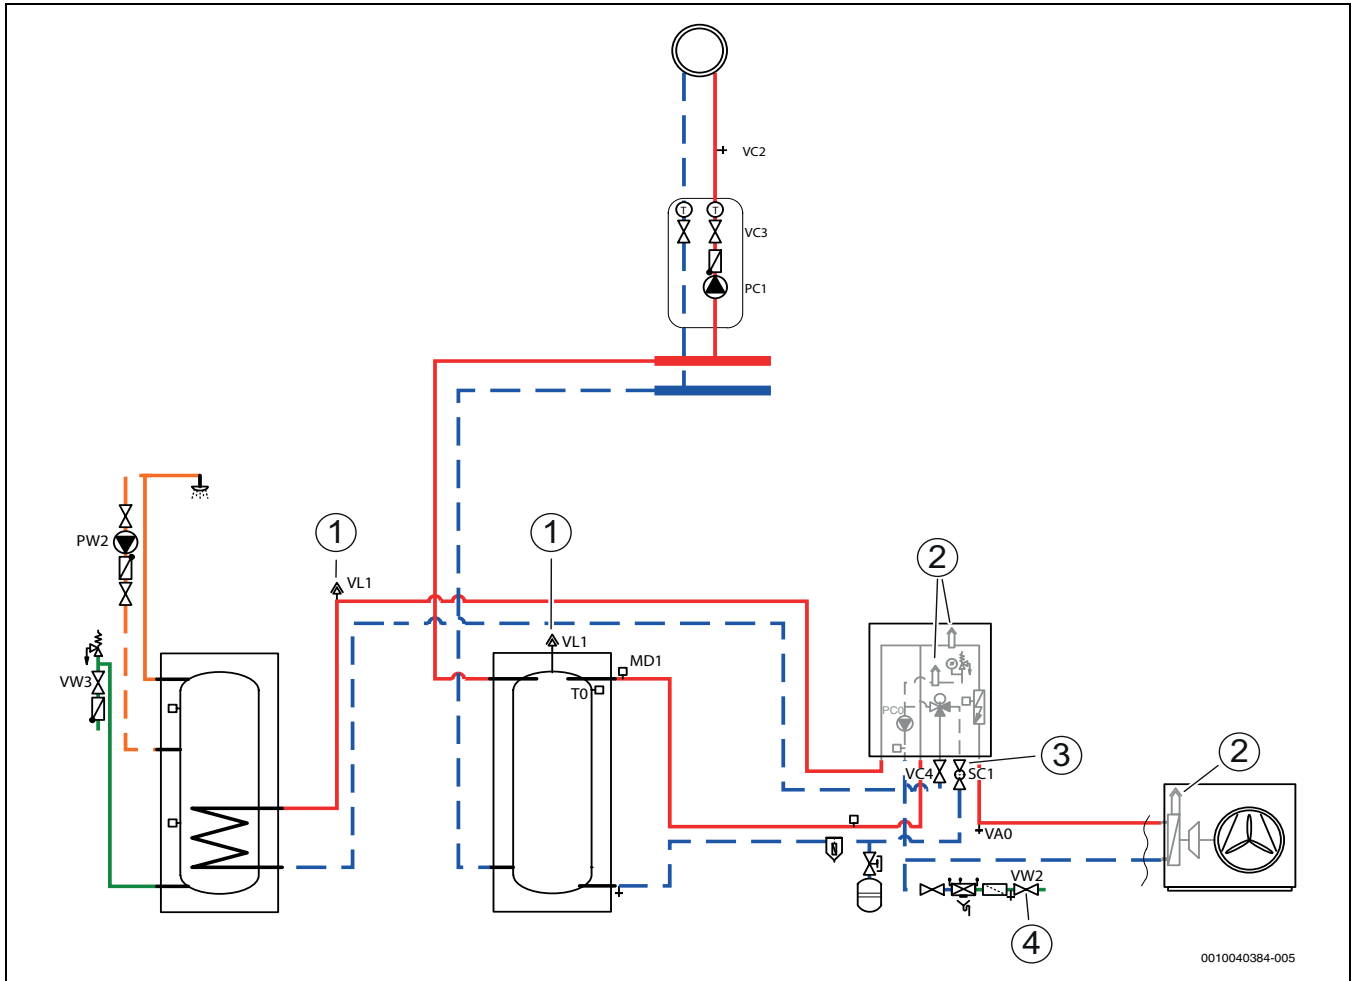 VC2
T T
VC3
PC1
PW2
1
1
2
VL1
VL1
MD1
T0
VW3
PC0
3
VC4
SC1
2
VA0
VW2
4
0010040384-005